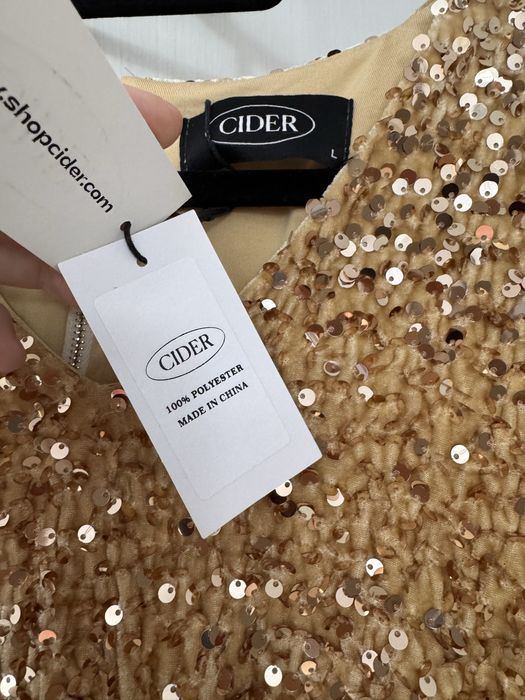 .shopcider.com
CIDER
L
CIDER
100% POLYESTER
MADE IN CHINA